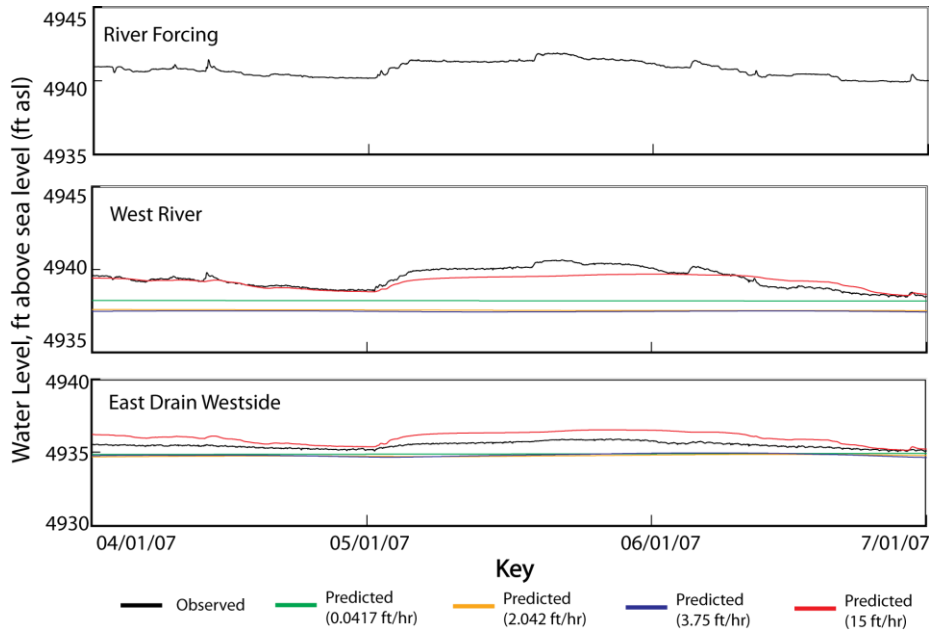 Water Level, ft above sea level (ft asl)
4945
River Forcing
4940
4935
4945
West River
4940
4935
4940
East Drain Westside
4935
4930
04/01/07 05/01/07 06/01/07 7/01/07
Key
Observed
Predicted
(0.0417 ft/hr)
Predicted
(2.042 ft/hr)
Predicted
(3.75 ft/hr)
Predicted
(15 ft/hr)